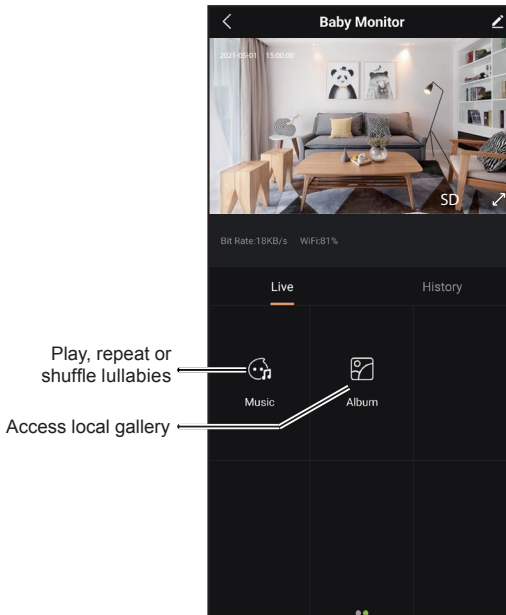 Baby Monitor
2021-05-01 15:00:00
SD
Bit Rate:18KB/s WiFi:81%
Live History
Play, repeat or
shuffle lullabies
Music Album
Access local gallery